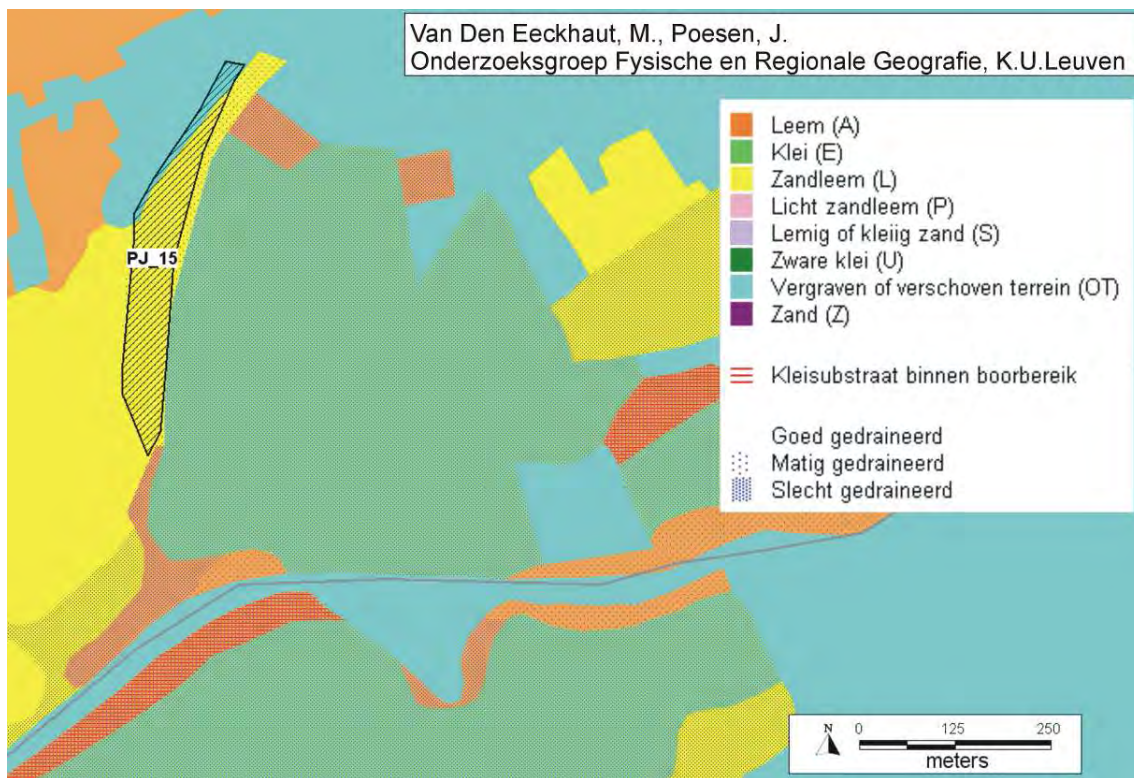 Van Den Eeckhaut, M., Poesen, J.
Onderzoeksgroep Fysische en Regionale Geografie, K.U.Leuven
Leem (A)
Klei (E)
Zandleem (L)
Licht zandleem (P)
Lemig of kleiig zand (S)
Zware klei (U)
Vergraven of verschoven terrein (OT)
Zand (Z)
Kleisubstraat binnen boorbereik
Goed gedraineerd
Matig gedraineerd
Slecht gedraineerd
PJ_15
N 0 125 250
meters